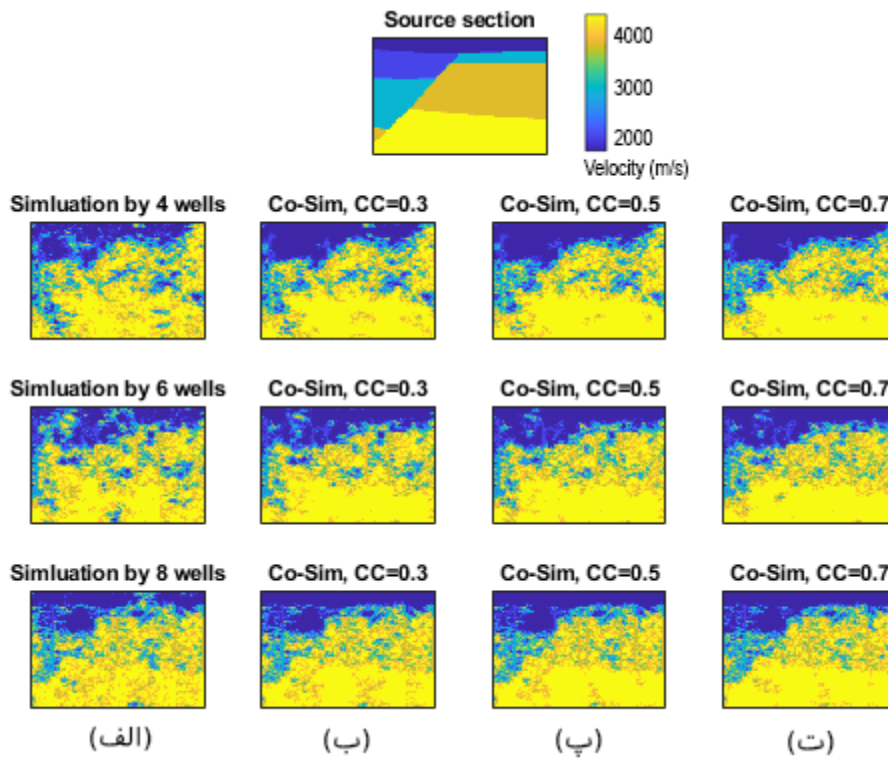 Source section
4000
3000
2000
Velocity (m/s)
Simluation by 4 wells Co-Sim, CC=0.3 Co-Sim, CC=0.5 Co-Sim, CC=0.7
Simluation by 6 wells Co-Sim, CC=0.3 Co-Sim, CC=0.5 Co-Sim, CC=0.7
Simluation by 8 wells Co-Sim, CC=0.3 Co-Sim, CC=0.5 Co-Sim, CC=0.7
(الف) (ب) (پ) (ت)